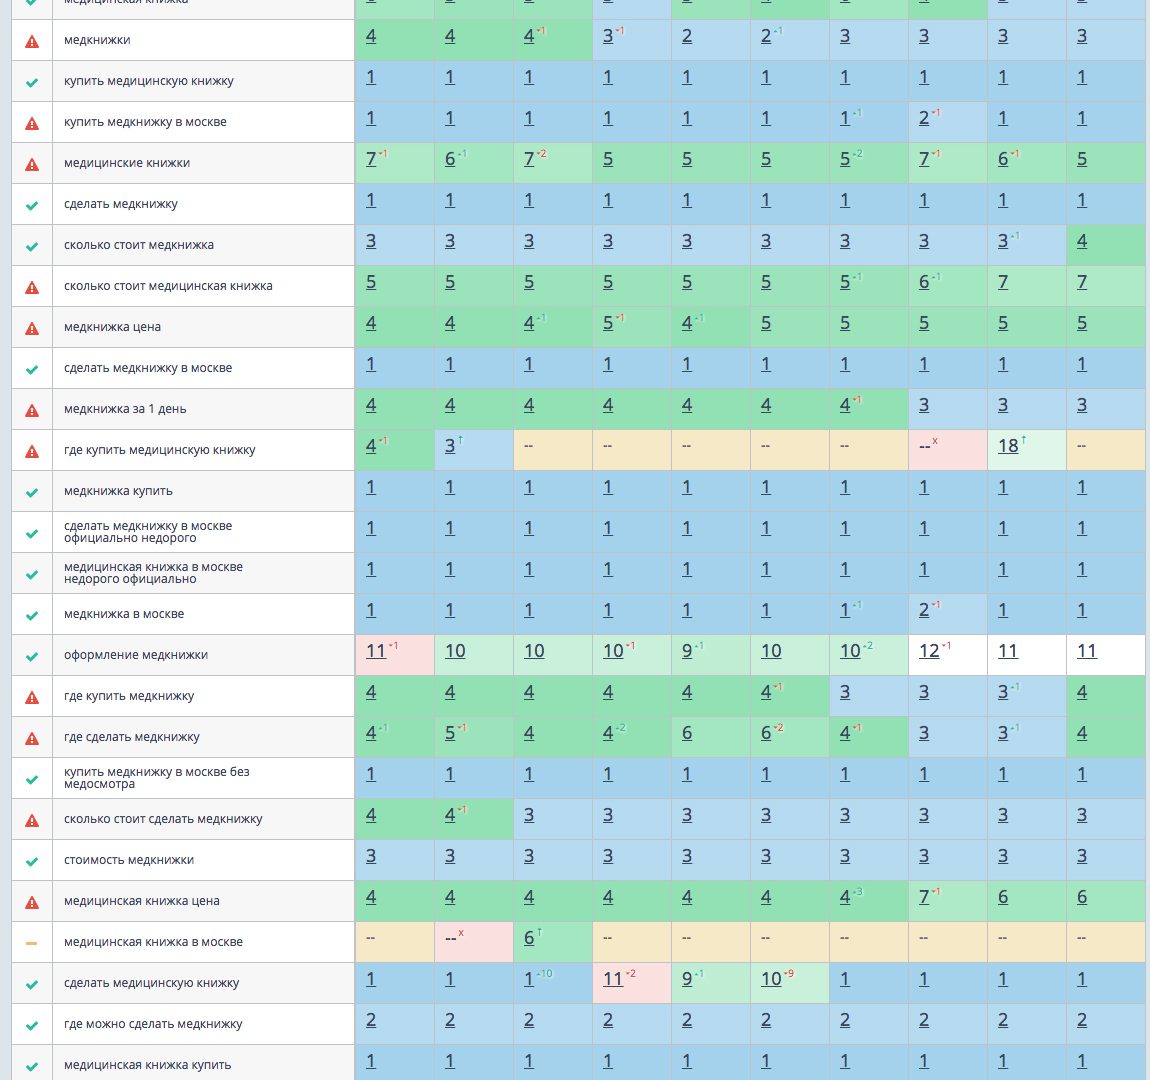 медицинская книжка
медкнижки 4 4 4 -1 3 -1 2 2 -1 3 3 3 3
купить медицинскую книжку 1 1 1 1 1 1 1 1 1 1
купить медкнижку в москве 1 1 1 1 1 1 1 -1 2 -1 1 1
медицинские книжки 7 -1 6 -1 7 -2 5 5 5 5 -2 7 -1 6 -1 5
сделать медкнижку 1 1 1 1 1 1 1 1 1 1
сколько стоит медкнижка 3 3 3 3 3 3 3 3 3 -1 4
сколько стоит медицинская книжка 5 5 5 5 5 5 5 -1 6 -1 7 7
медкнижка цена 4 4 4 -1 5 -1 4 -1 5 5 5 5 5
сделать медкнижку в москве 1 1 1 1 1 1 1 1 1 1
медкнижка за 1 день 4 4 4 4 4 4 4 -1 3 3 3
где купить медицинскую книжку 4 -1 3 ↑ -- -- -- -- -- -- x 18 ↑ --
медкнижка купить 1 1 1 1 1 1 1 1 1 1
сделать медкнижку в москве
официально недорого 1 1 1 1 1 1 1 1 1 1
медицинская книжка в москве
недорого официально 1 1 1 1 1 1 1 1 1 1
медкнижка в москве 1 1 1 1 1 1 1 -1 2 -1 1 1
оформление медкнижки 11 -1 10 10 10 -1 9 -1 10 10 -2 12 -1 11 11
где купить медкнижку 4 4 4 4 4 4 -1 3 3 3 -1 4
где сделать медкнижку 4 -1 5 -1 4 4 -2 6 6 -2 4 -1 3 3 -1 4
купить медкнижку в москве без
медосмотра 1 1 1 1 1 1 1 1 1 1
сколько стоит сделать медкнижку 4 4 -1 3 3 3 3 3 3 3 3
стоимость медкнижки 3 3 3 3 3 3 3 3 3 3
медицинская книжка цена 4 4 4 4 4 4 4 -3 7 -1 6 6
медицинская книжка в москве -- -- x 6 ↑ -- -- -- -- -- -- --
сделать медицинскую книжку 1 1 1 -10 11 -2 9 -1 10 -9 1 1 1 1
где можно сделать медкнижку 2 2 2 2 2 2 2 2 2 2
медицинская книжка купить 1 1 1 1 1 1 1 1 1 1